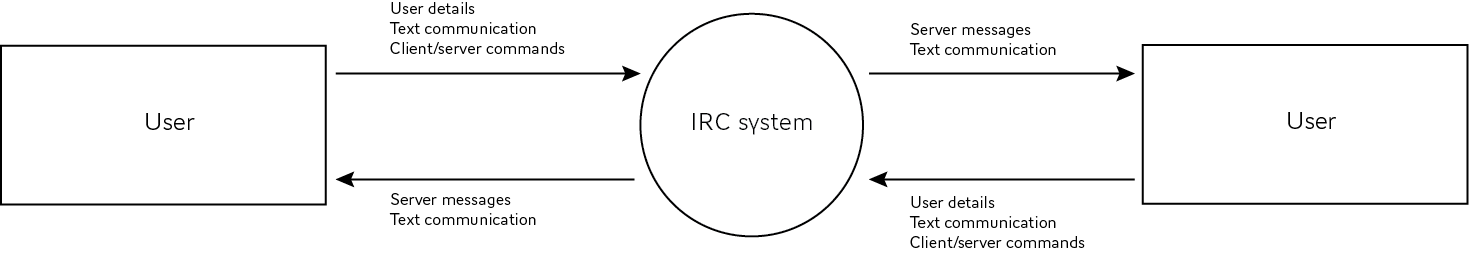 User details
Text communication
Client/server commands
Server messages
Text communication
User
IRC system
User
Server messages
Text communication
User details
Text communication
Client/server commands